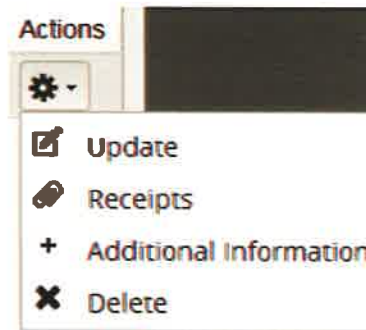 Actions
Update
Receipts
Additional Information
Delete